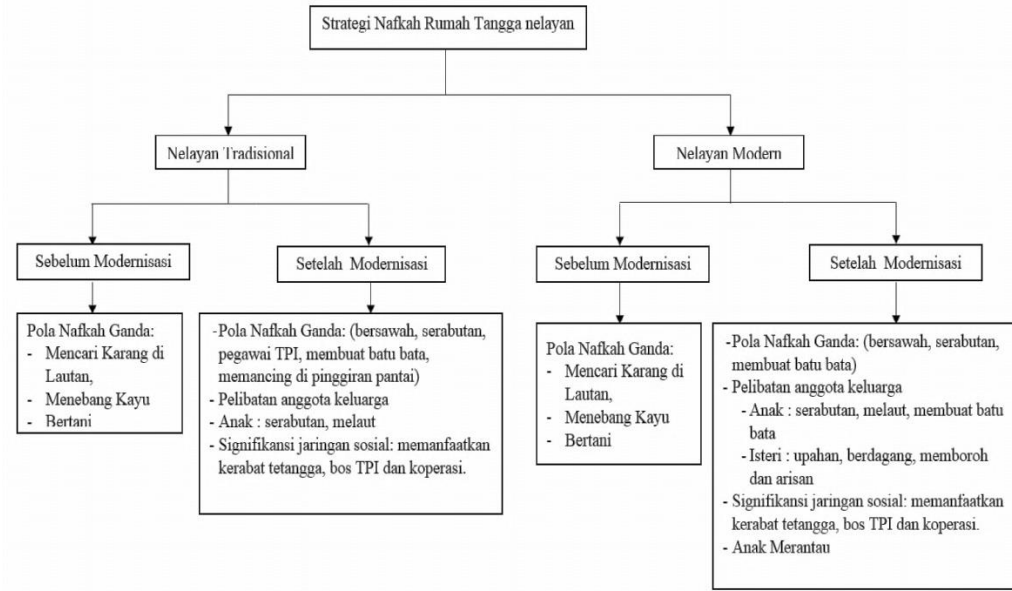 Strategi Nafkah Rumah Tangga nelayan
Nelayan Tradisional
Nelayan Modern
Sebelum Modernisasi
Setelah Modernisasi
Sebelum Modernisasi
Setelah Modernisasi
Pola Nafkah Ganda:
- Mencari Karang di
Lautan,
- Menebang Kayu
- Bertani
-Pola Nafkah Ganda: (bersawah, serabutan,
pegawai TPI, membuat batu bata,
memancing di pinggiran pantai)
- Pelibatan anggota keluarga
- Anak : serabutan, melaut
- Signifikansi jaringan sosial: memanfaatkan
kerabat tetangga, bos TPI dan koperasi.
Pola Nafkah Ganda:
- Mencari Karang di
Lautan,
- Menebang Kayu
- Bertani
-Pola Nafkah Ganda: (bersawah, serabutan,
membuat batu bata)
- Pelibatan anggota keluarga
- Anak : serabutan, melaut, membuat batu
bata
- Isteri : upahan, berdagang, memboroh
dan arisan
- Signifikansi jaringan sosial: memanfaatkan
kerabat tetangga, bos TPI dan koperasi.
- Anak Merantau